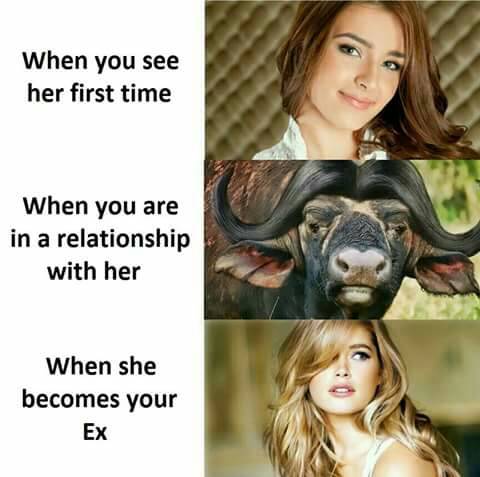 When you see
her first time
When you are
in a relationship
with her
When she
becomes your
Ex